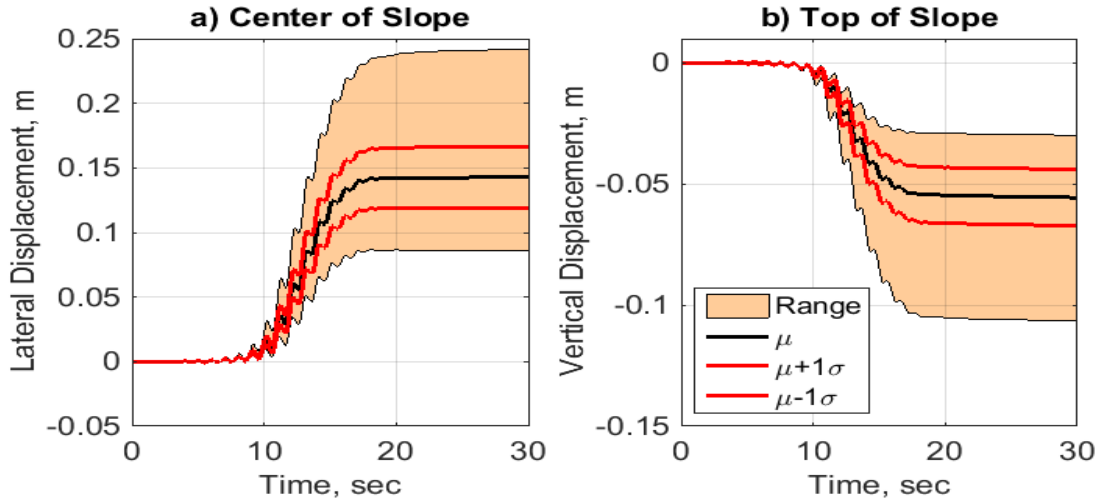 a) Center of Slope
0.25
0.2
0.15
0.1
0.05
0
-0.05
Lateral Displacement, m
0
10
20
30
Time, sec
b) Top of Slope
0
-0.05
-0.1
-0.15
Vertical Displacement, m
Range
μ
μ+1σ
μ-1σ
0
10
20
30
Time, sec